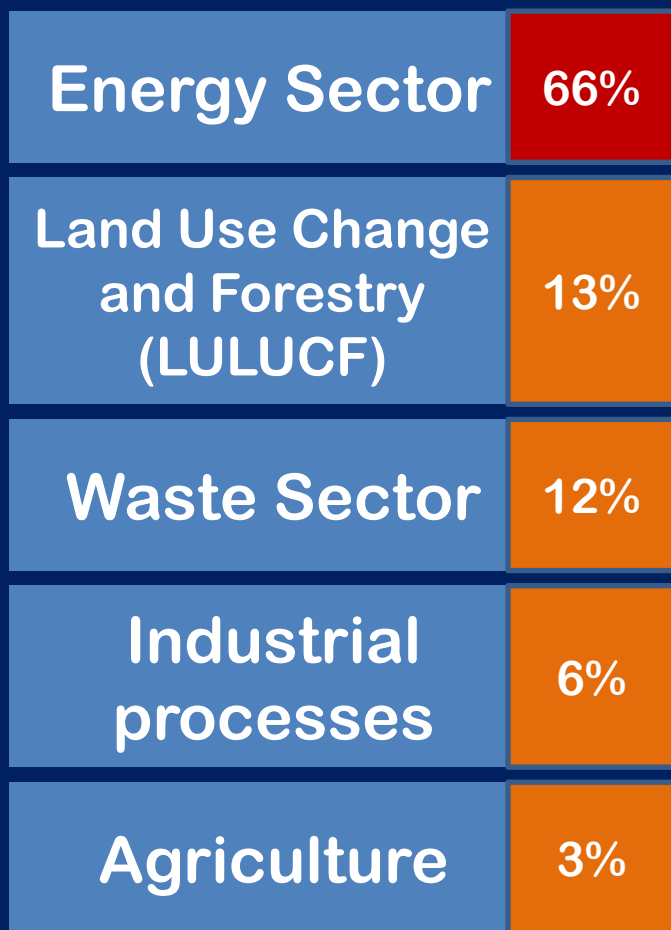 Energy Sector
66%
Land Use Change
and Forestry
(LULUCF)
13%
Waste Sector
12%
Industrial
processes
6%
Agriculture
3%